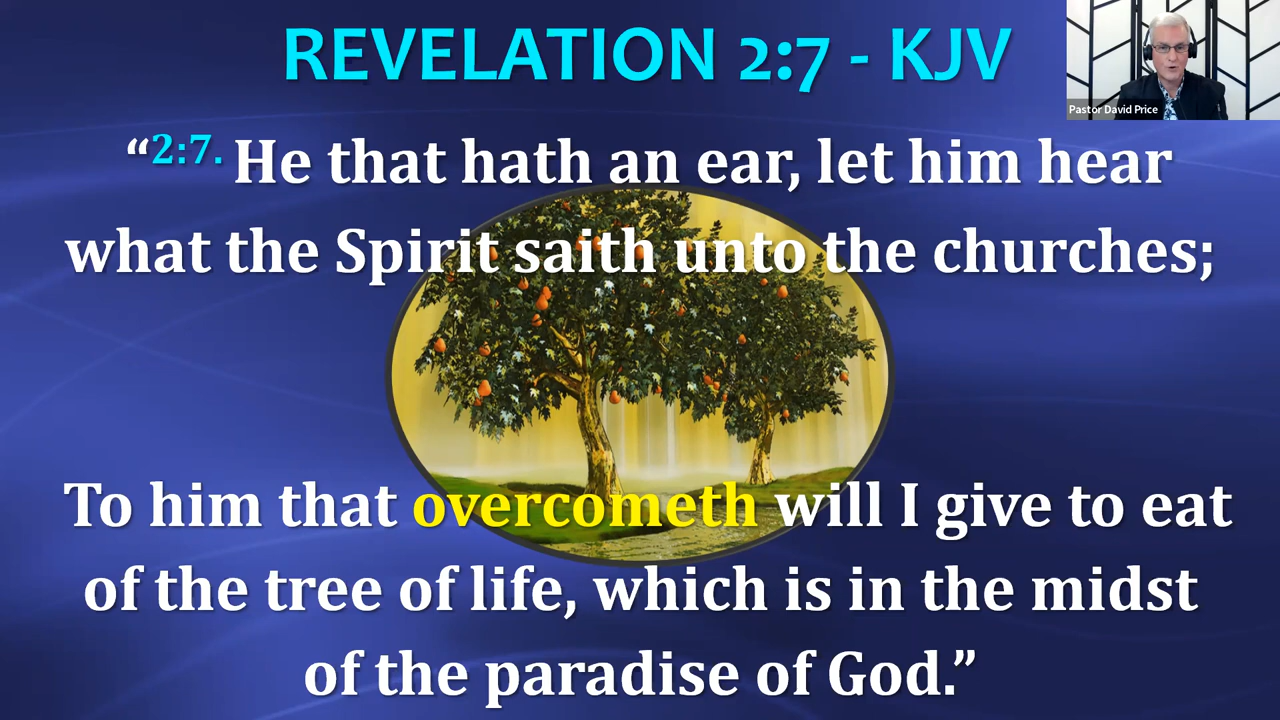 REVELATION 2:7 - KJV
Pastor David Price
“2:7. He that hath an ear, let him hear
what the Spirit saith unto the churches;
To him that overcometh will I give to eat
of the tree of life, which is in the midst
of the paradise of God.”